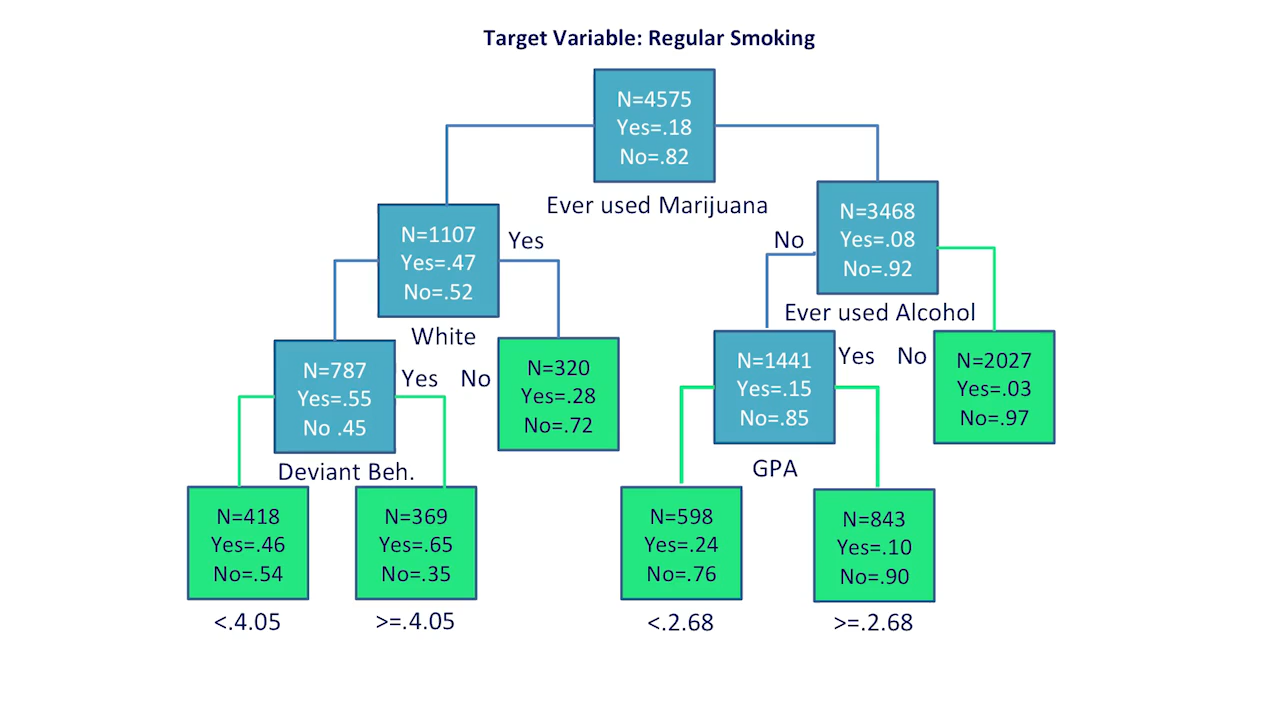 Target Variable: Regular Smoking
N=4575
Yes=.18
No=.82
Ever used Marijuana
N=1107
Yes=.47
No=.52
Yes
White
No
N=3468
Yes=.08
No=.92
Ever used Alcohol
N=787
Yes=.55
No .45
Yes No
Deviant Beh.
N=320
Yes=.28
No=.72
N=1441
Yes=.15
No=.85
Yes No
GPA
N=2027
Yes=.03
No=.97
N=418
Yes=.46
No=.54
<.4.05
N=369
Yes=.65
No=.35
>=.4.05
N=598
Yes=.24
No=.76
<.2.68
N=843
Yes=.10
No=.90
>=.2.68